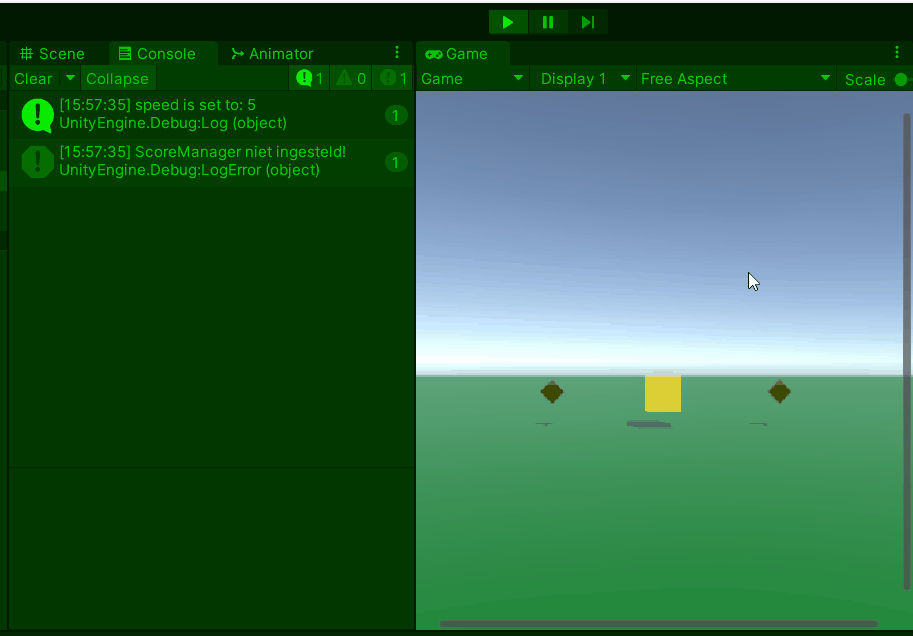 Scene Console Animator Game
Clear Collapse 1 0 1 Game Display 1 Free Aspect Scale
[15:57:35] speed is set to: 5
UnityEngine.Debug:Log (object)
1
[15:57:35] ScoreManager niet ingesteld!
UnityEngine.Debug:LogError (object)
1